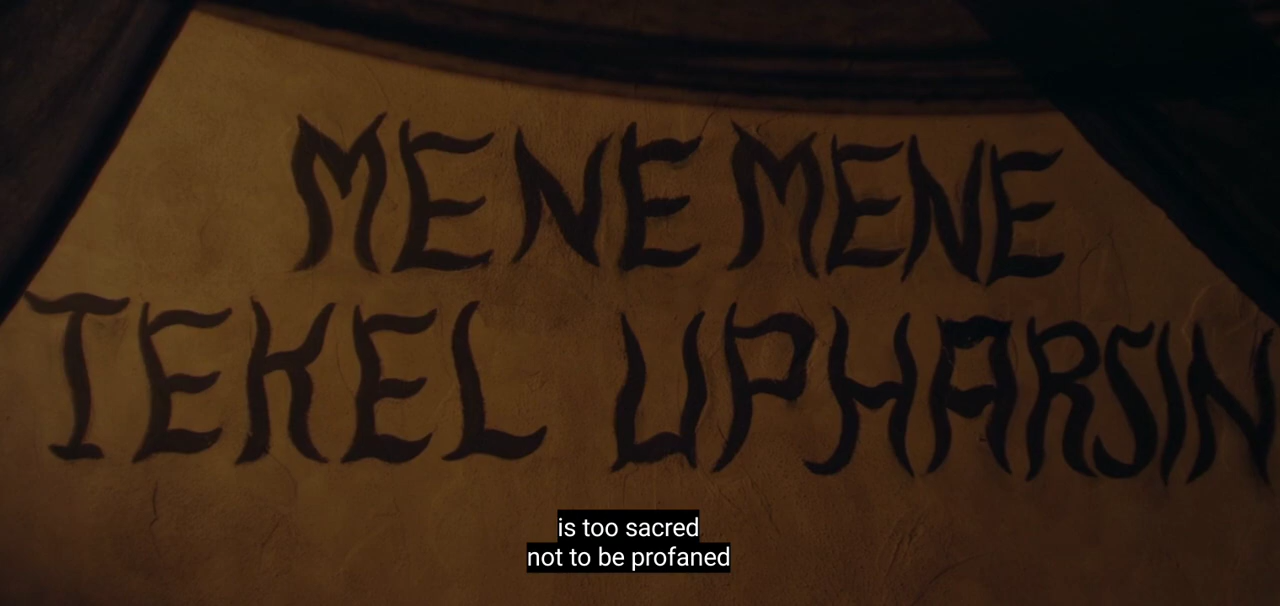 MENE MENE
TEKEL UPHARSIN
is too sacred
not to be profaned